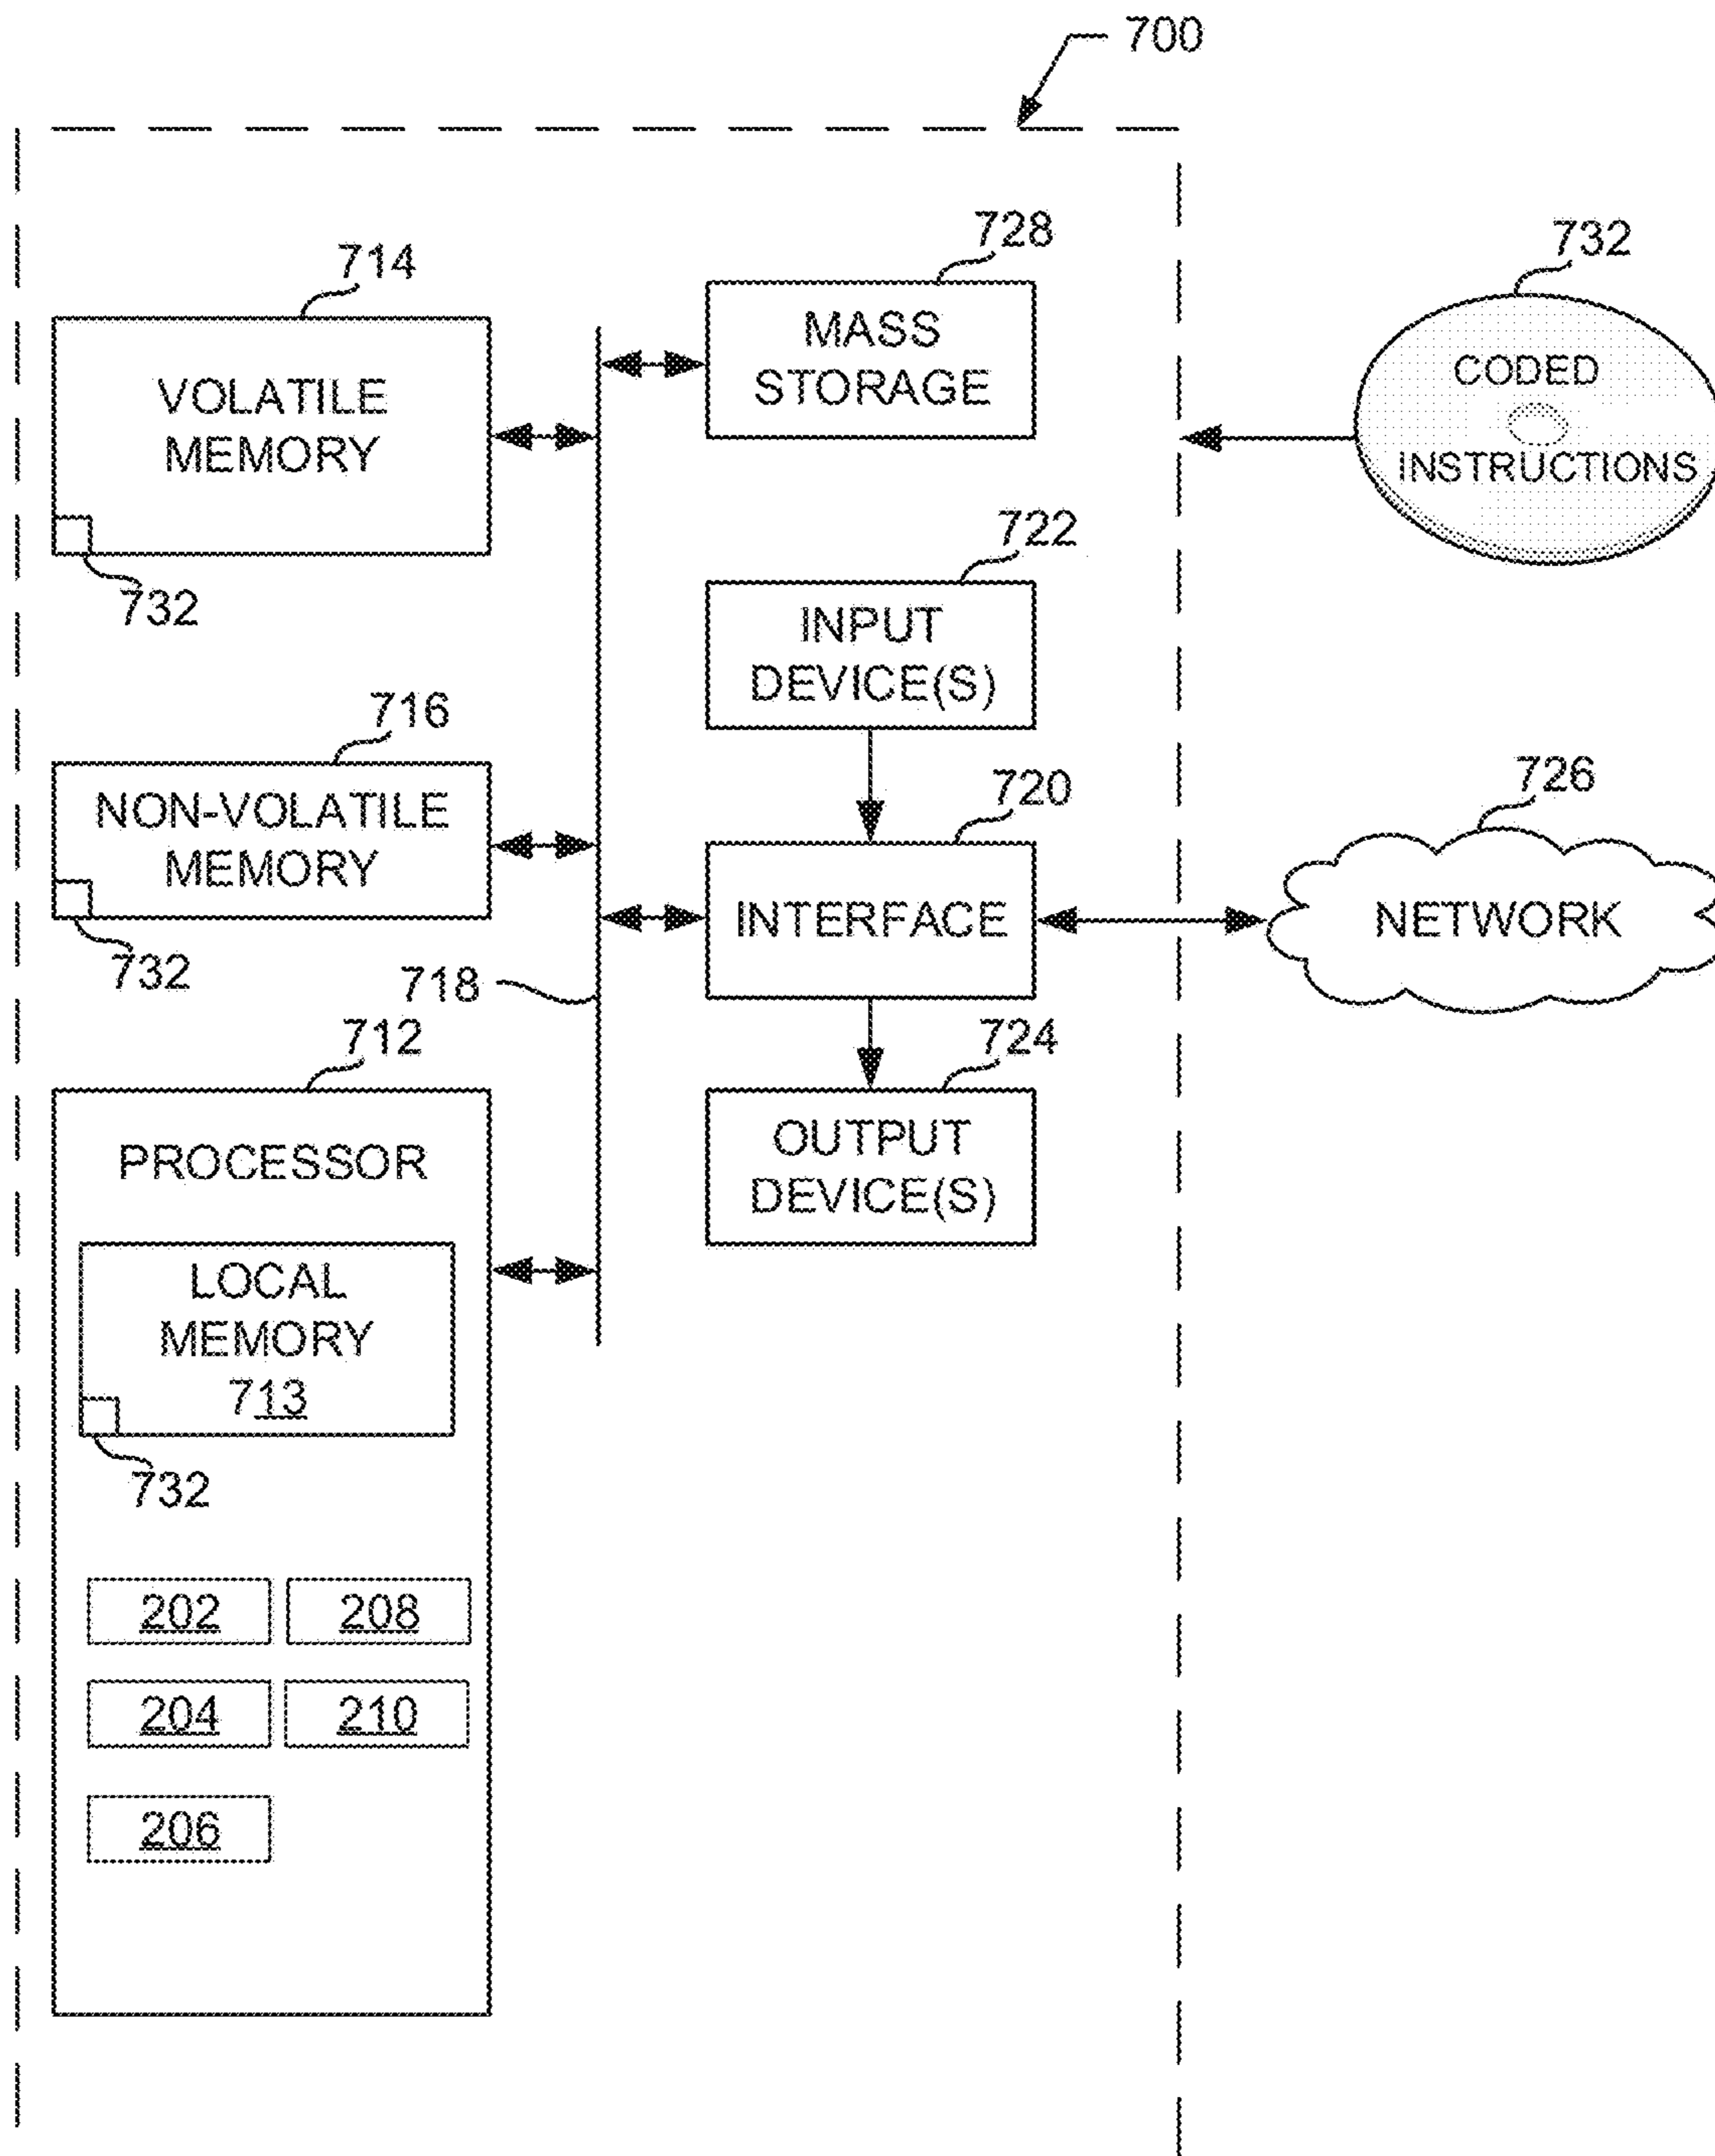 700
728
732
714
MASS
STORAGE
CODED
INSTRUCTIONS
VOLATILE
MEMORY
732
722
INPUT
DEVICE(S)
716
720
726
NON-VOLATILE
MEMORY
INTERFACE
NETWORK
732
718
712
724
PROCESSOR
OUTPUT
DEVICE(S)
LOCAL
MEMORY
713
732
202 208
204 210
206